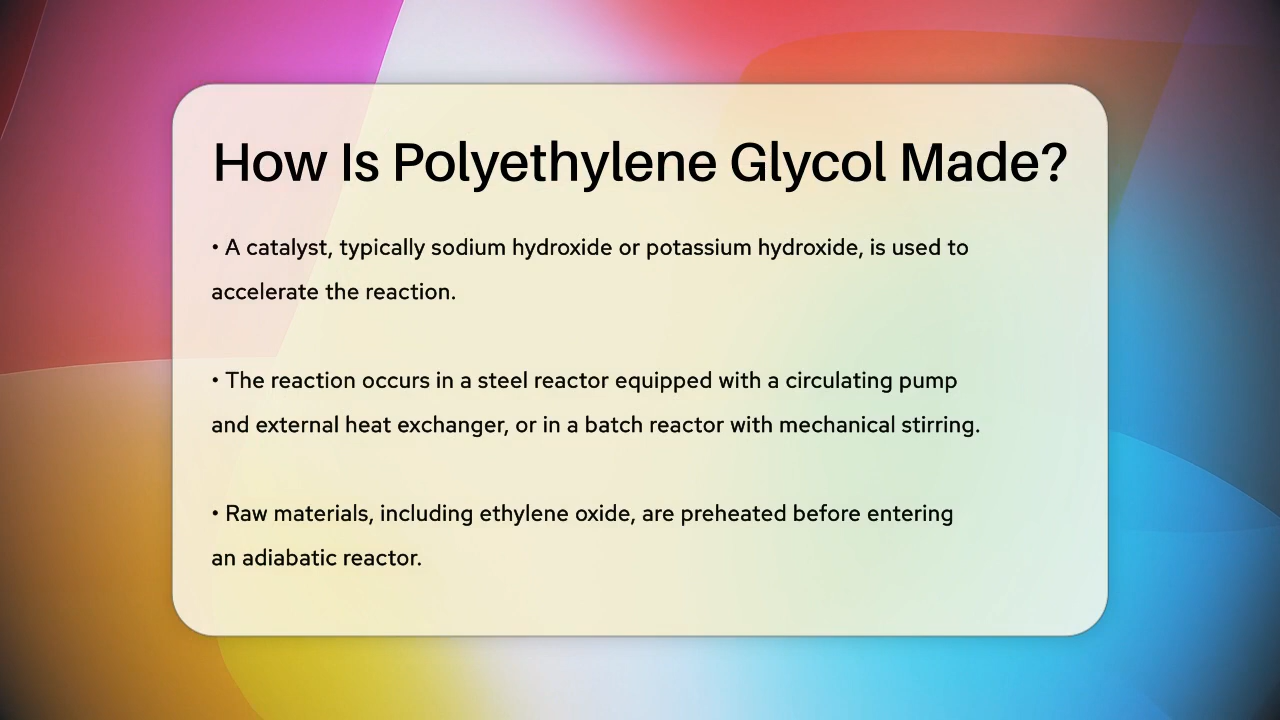 How Is Polyethylene Glycol Made?
• A catalyst, typically sodium hydroxide or potassium hydroxide, is used to
accelerate the reaction.
• The reaction occurs in a steel reactor equipped with a circulating pump
and external heat exchanger, or in a batch reactor with mechanical stirring.
• Raw materials, including ethylene oxide, are preheated before entering
an adiabatic reactor.